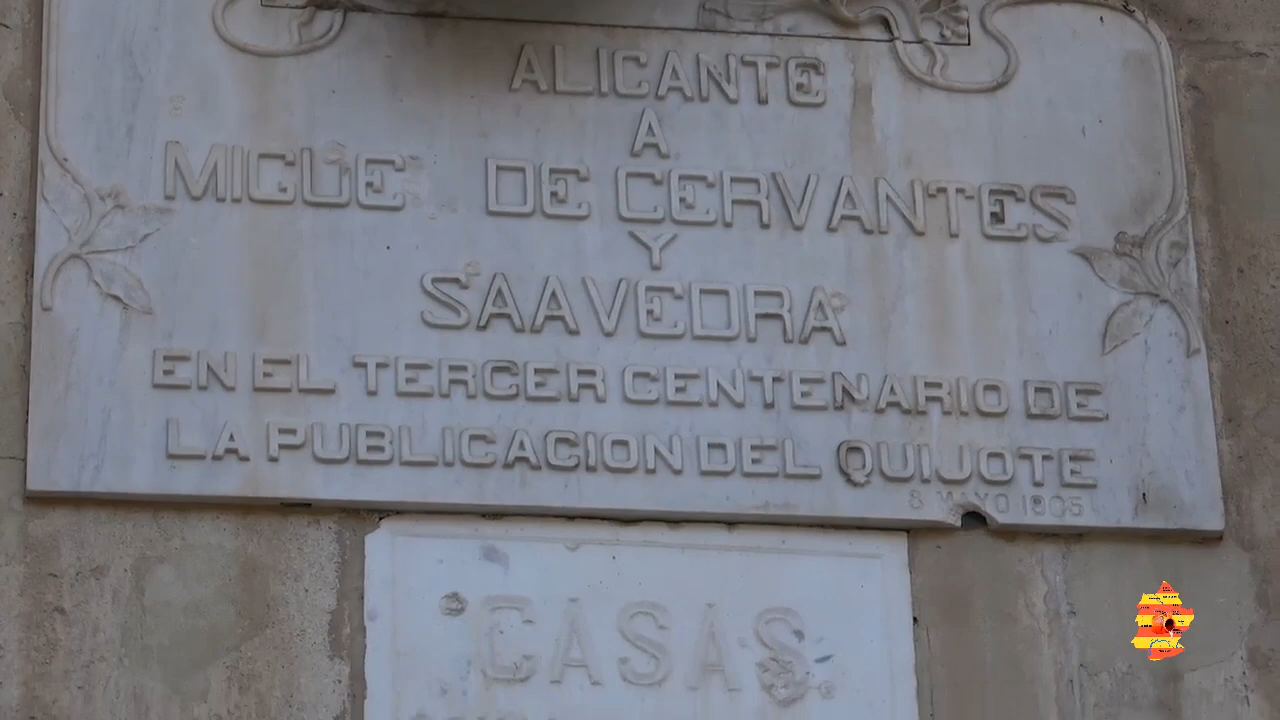 ALICANTE
A
MIGUE DE CERVANTES
Y
SAAVEDRA
EN EL TERCER CENTENARIO DE
LA PUBLICACION DEL QUIJOTE
8 MAYO 1905
CASAS